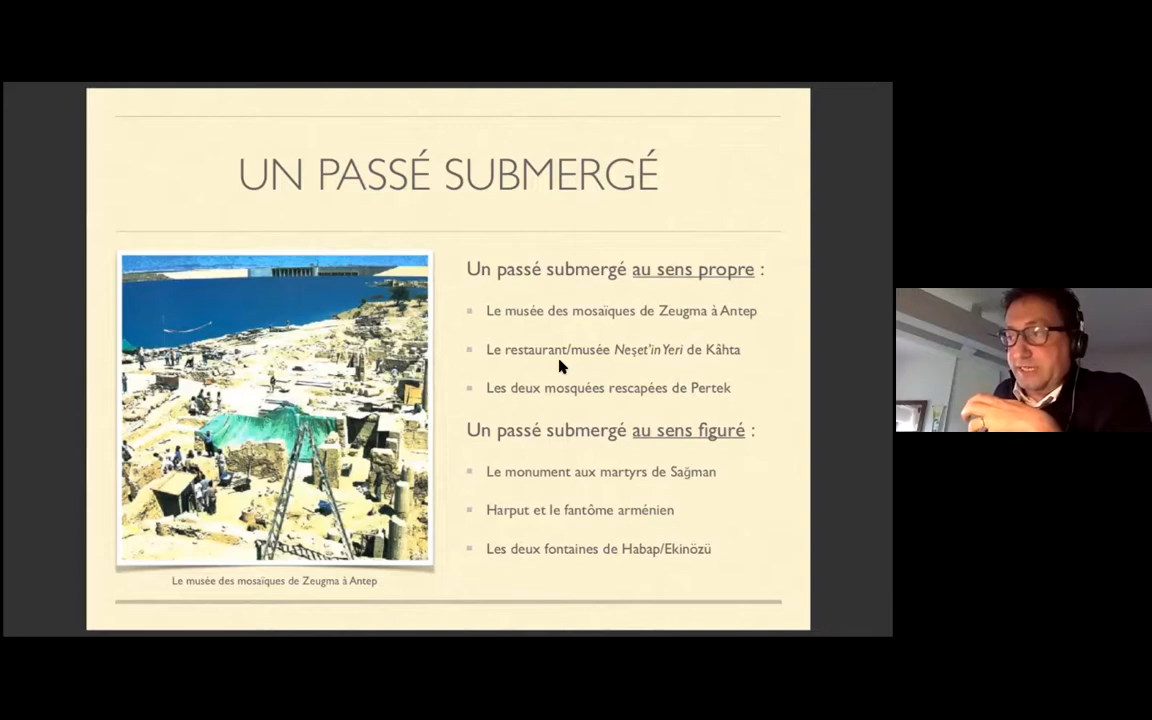 UN PASSÉ SUBMERGÉ
Un passé submergé au sens propre :
Le musée des mosaïques de Zeugma à Antep
Le restaurant/musée Neşet'in Yeri de Kâhta
Les deux mosquées rescapées de Pertek
Un passé submergé au sens figuré :
Le monument aux martyrs de Sağman
Harput et le fantôme arménien
Les deux fontaines de Habap/Ekinözü
Le musée des mosaïques de Zeugma à Antep